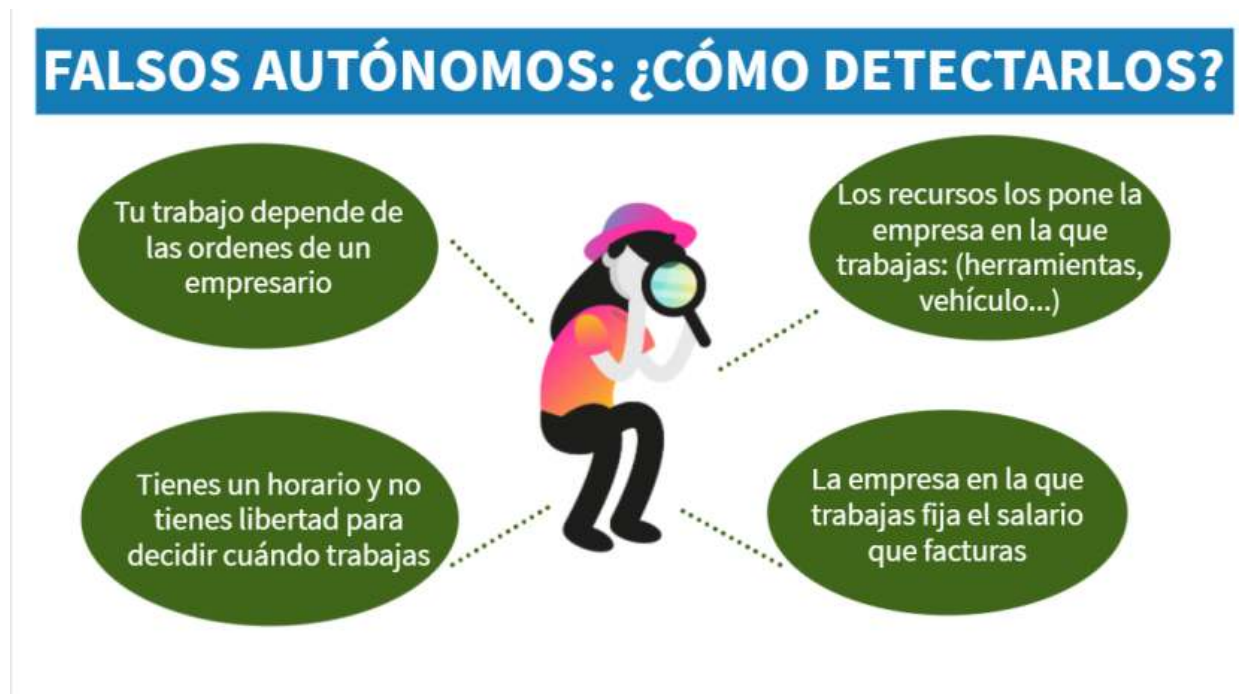 FALSOS AUTÓNOMOS: ¿CÓMO DETECTARLOS?
Tu trabajo depende de
las ordenes de un
empresario
Los recursos los pone la
empresa en la que
trabajas: (herramientas,
vehículo...)
Tienes un horario y no
tienes libertad para
decidir cuándo trabajas
La empresa en la que
trabajas fija el salario
que facturas